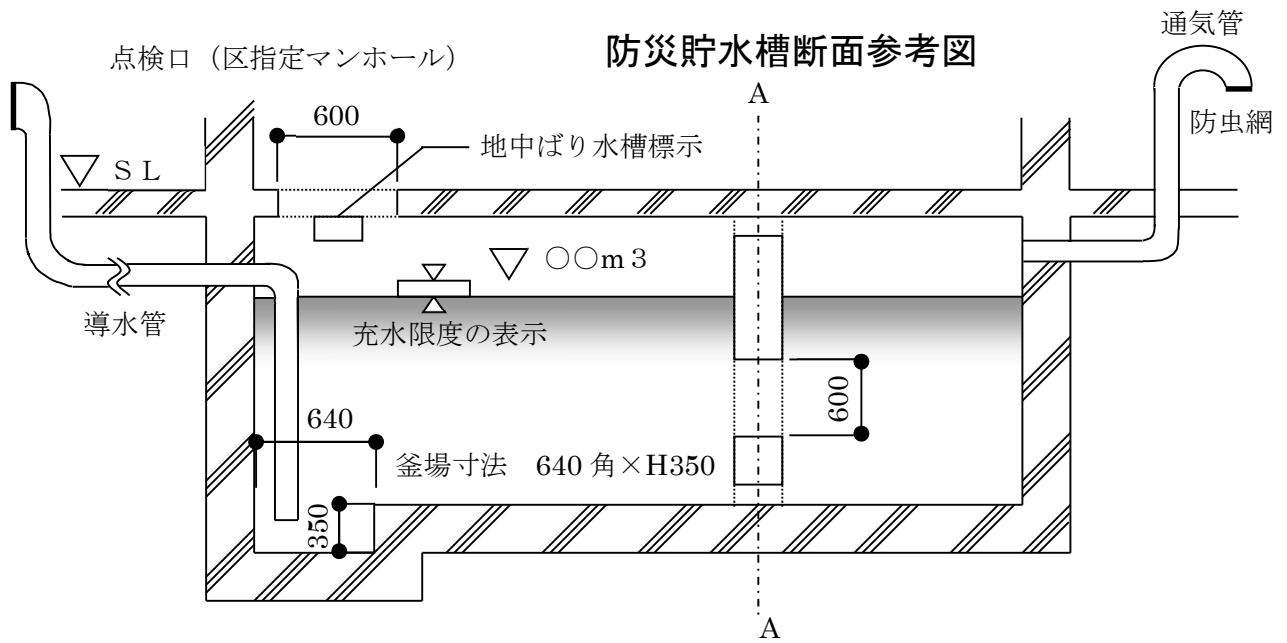 通気管
防災貯水槽断面参考図
点検口（区指定マンホール）
A
600
防虫網
地中ばり水槽標示
ＳＬ
○○m３
導水管
充水限度の表示
600
640
釜場寸法　640 角×H350
350
A